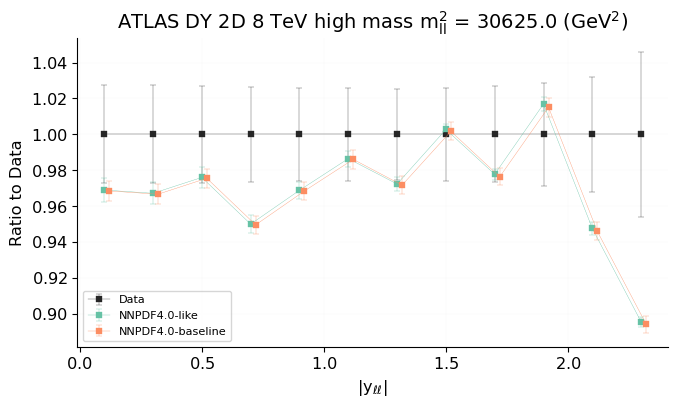 ATLAS DY 2D 8 TeV high mass m²ₗₗ = 30625.0 (GeV²)
Ratio to Data
1.04
1.02
1.00
0.98
0.96
0.94
0.92
0.90
Data
NNPDF4.0-like
NNPDF4.0-baseline
0.0
0.5
1.0
1.5
2.0
|yℓℓ|